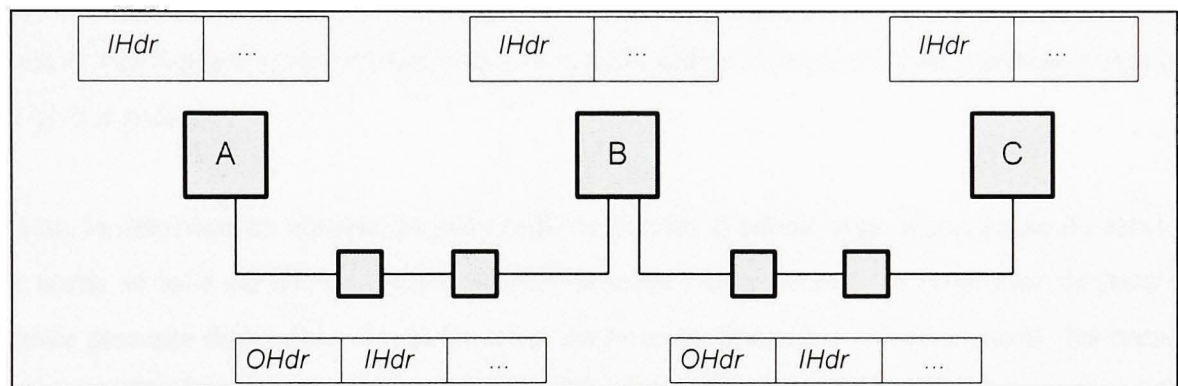 IHdr ... IHdr ... IHdr ...
A B C
OHdr IHdr ... OHdr IHdr ...